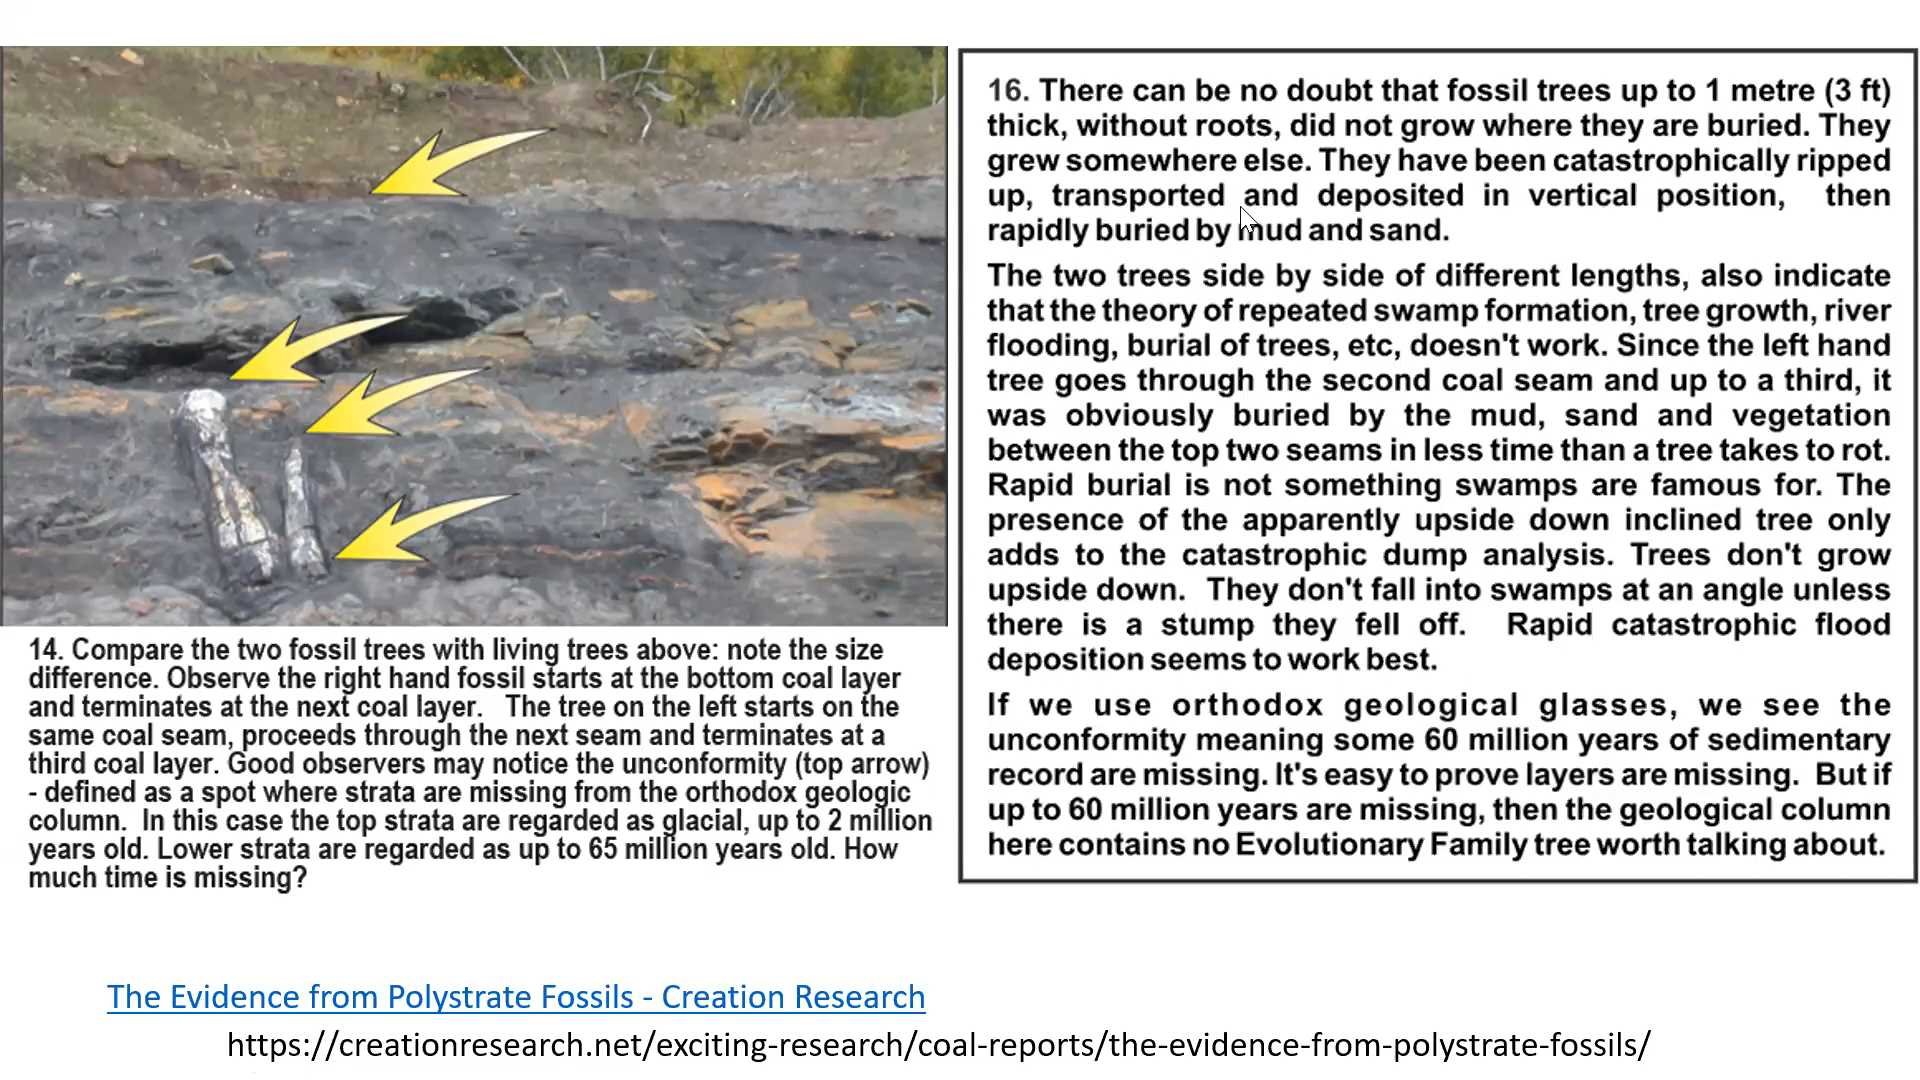 14. Compare the two fossil trees with living trees above: note the size
difference. Observe the right hand fossil starts at the bottom coal layer
and terminates at the next coal layer.   The tree on the left starts on the
same coal seam, proceeds through the next seam and terminates at a
third coal layer. Good observers may notice the unconformity (top arrow)
- defined as a spot where strata are missing from the orthodox geologic
column.  In this case the top strata are regarded as glacial, up to 2 million
years old. Lower strata are regarded as up to 65 million years old. How
much time is missing?
16. There can be no doubt that fossil trees up to 1 metre (3 ft)
thick, without roots, did not grow where they are buried. They
grew somewhere else. They have been catastrophically ripped
up, transported and deposited in vertical position,  then
rapidly buried by mud and sand.
The two trees side by side of different lengths, also indicate
that the theory of repeated swamp formation, tree growth, river
flooding, burial of trees, etc, doesn't work. Since the left hand
tree goes through the second coal seam and up to a third, it
was obviously buried by the mud, sand and vegetation
between the top two seams in less time than a tree takes to rot.
Rapid burial is not something swamps are famous for. The
presence of the apparently upside down inclined tree only
adds to the catastrophic dump analysis. Trees don't grow
upside down.  They don't fall into swamps at an angle unless
there is a stump they fell off.  Rapid catastrophic flood
deposition seems to work best.
If we use orthodox geological glasses, we see the
unconformity meaning some 60 million years of sedimentary
record are missing. It's easy to prove layers are missing.  But if
up to 60 million years are missing, then the geological column
here contains no Evolutionary Family tree worth talking about.
The Evidence from Polystrate Fossils - Creation Research
https://creationresearch.net/exciting-research/coal-reports/the-evidence-from-polystrate-fossils/